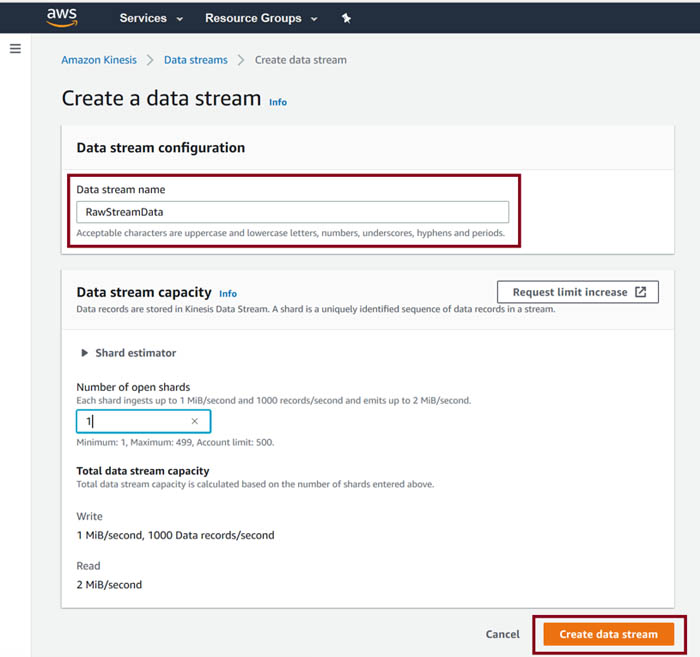 aws Services Resource Groups
Amazon Kinesis Data streams Create data stream
Create a data stream Info
Data stream configuration
Data stream name
RawStreamData
Acceptable characters are uppercase and lowercase letters, numbers, underscores, hyphens and periods.
Data stream capacity Info
Request limit increase
Data records are stored in Kinesis Data Stream. A shard is a uniquely identified sequence of data records in a stream.
Shard estimator
Number of open shards
Each shard ingests up to 1 MiB/second and 1000 records/second and emits up to 2 MiB/second.
1
Minimum: 1, Maximum: 499, Account limit: 500.
Total data stream capacity
Total data stream capacity is calculated based on the number of shards entered above.
Write
1 MiB/second, 1000 Data records/second
Read
2 MiB/second
Cancel Create data stream